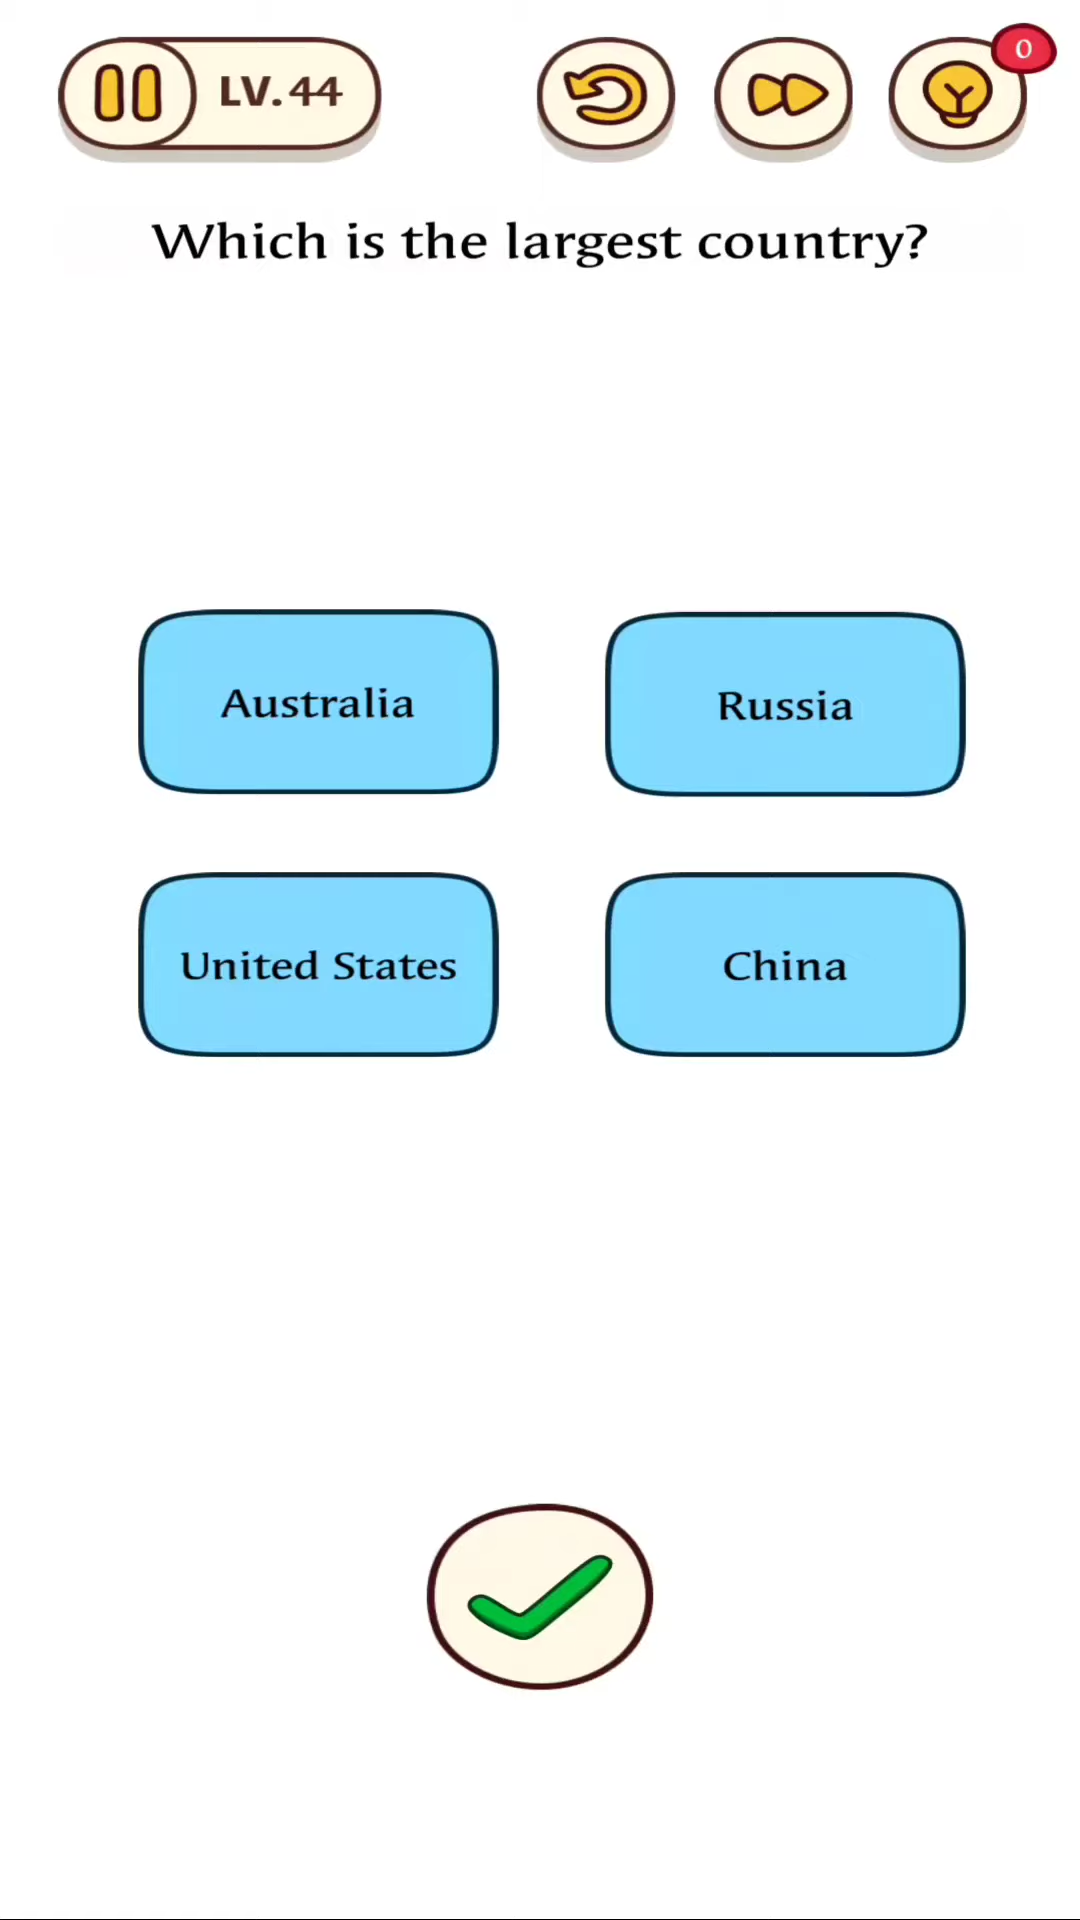 LV.44
0
Which is the largest country?
Australia
Russia
United States
China